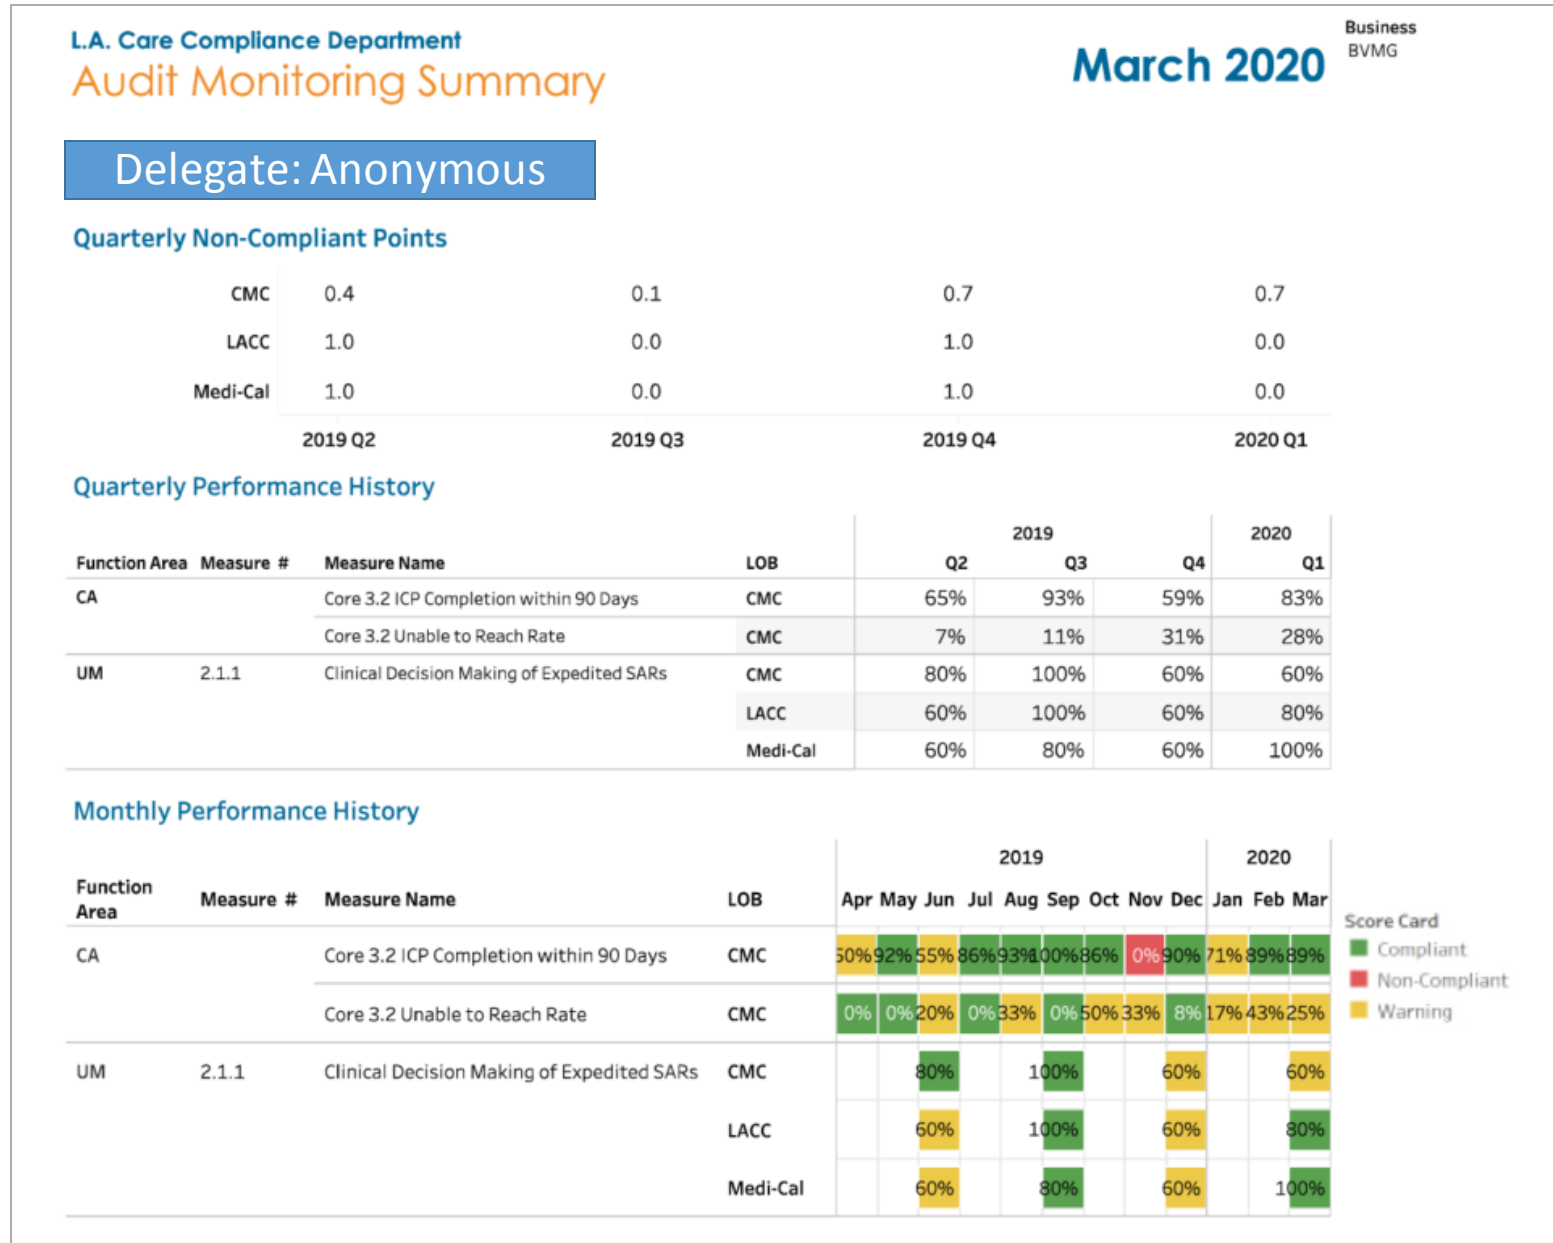 L.A. Care Compliance Department
Audit Monitoring Summary
March 2020
Business
BVMG
Delegate: Anonymous
Quarterly Non-Compliant Points
CMC 0.4 0.1 0.7 0.7
LACC 1.0 0.0 1.0 0.0
Medi-Cal 1.0 0.0 1.0 0.0
2019 Q2 2019 Q3 2019 Q4 2020 Q1
Quarterly Performance History
2019 2020
Function Area Measure # Measure Name LOB Q2 Q3 Q4 Q1
CA Core 3.2 ICP Completion within 90 Days CMC 65% 93% 59% 83%
Core 3.2 Unable to Reach Rate CMC 7% 11% 31% 28%
UM 2.1.1 Clinical Decision Making of Expedited SARs CMC 80% 100% 60% 60%
LACC 60% 100% 60% 80%
Medi-Cal 60% 80% 60% 100%
Monthly Performance History
2019 2020
Function Area Measure # Measure Name LOB Apr May Jun Jul Aug Sep Oct Nov Dec Jan Feb Mar
CA Core 3.2 ICP Completion within 90 Days CMC 50% 92% 55% 86% 93% 100% 86% 0% 90% 71% 89% 89%
Core 3.2 Unable to Reach Rate CMC 0% 0% 20% 0% 33% 0% 50% 33% 8% 17% 43% 25%
UM 2.1.1 Clinical Decision Making of Expedited SARs CMC 80% 100% 60% 60%
LACC 60% 100% 60% 80%
Medi-Cal 60% 80% 60% 100%
Score Card
Compliant
Non-Compliant
Warning